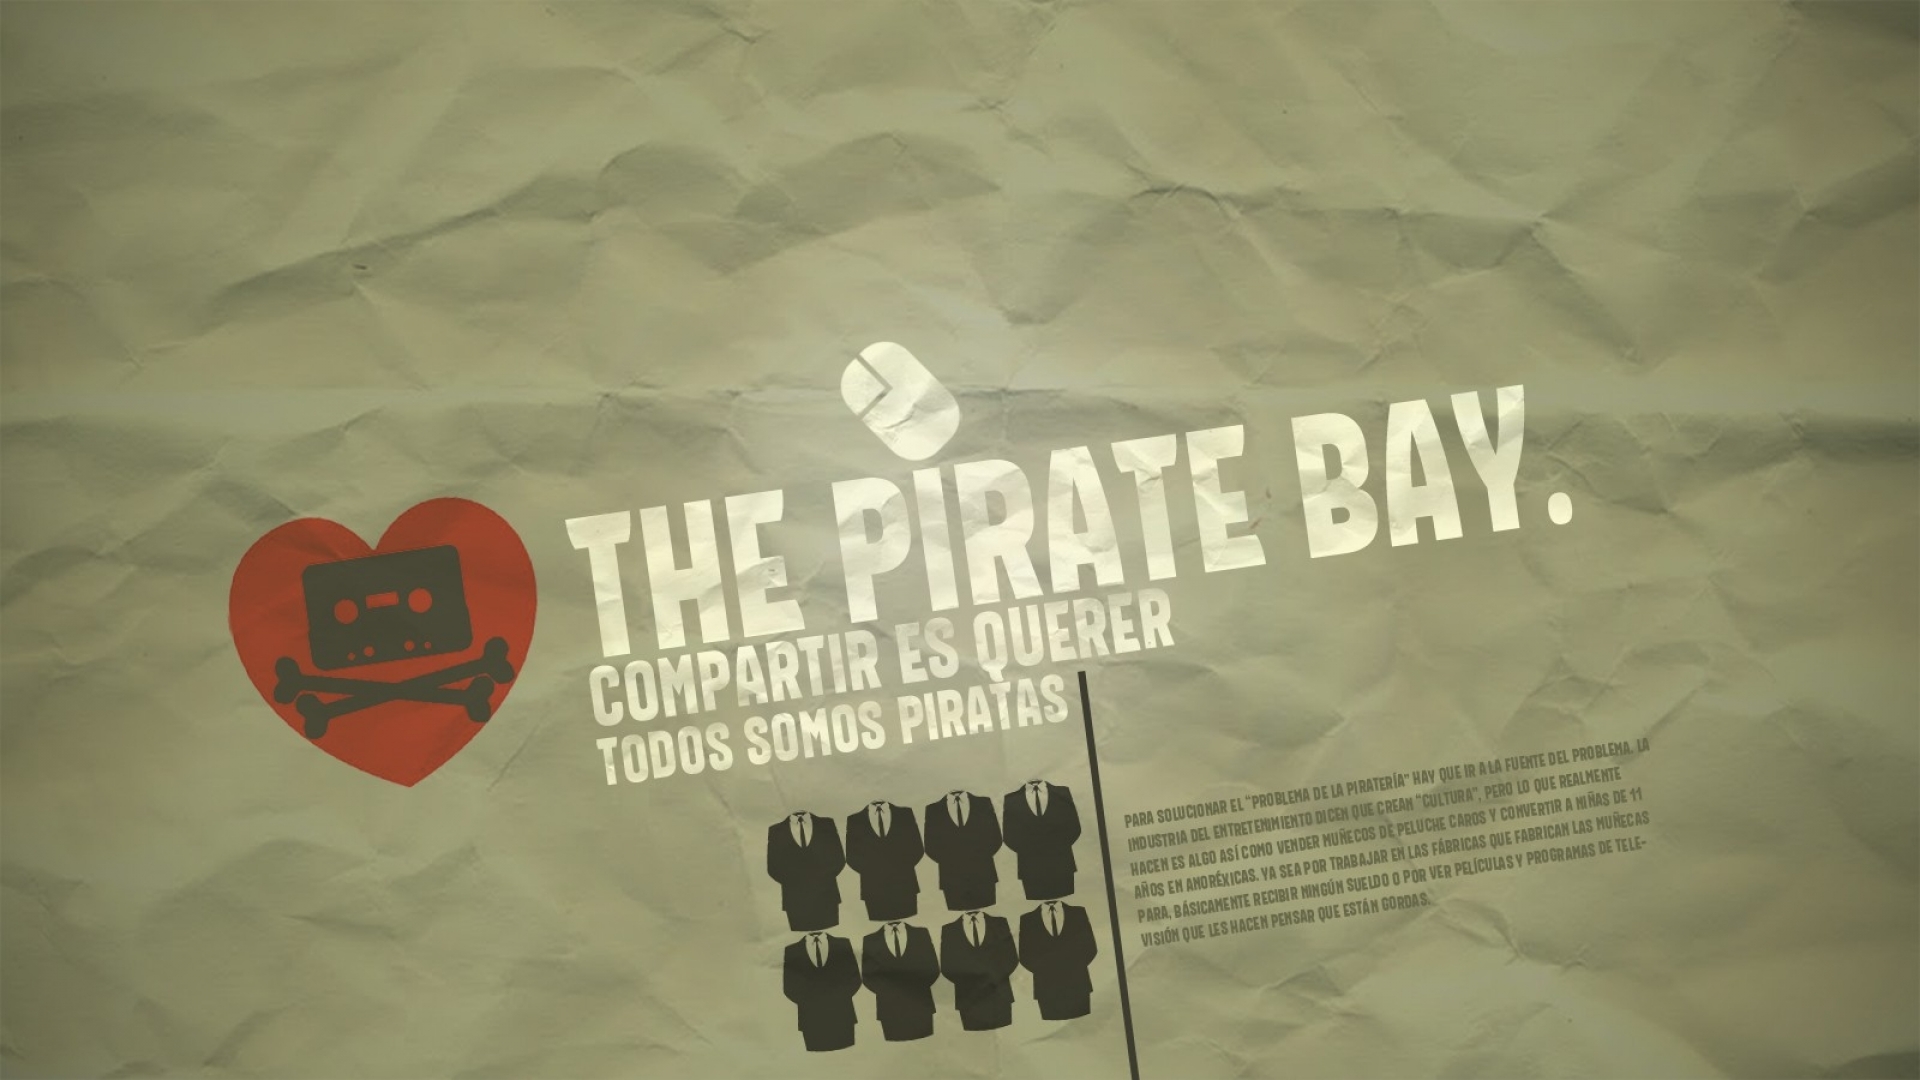 THE PIRATE BAY.
COMPARTIR ES QUERER
TODOS SOMOS PIRATAS
PARA SOLUCIONAR EL "PROBLEMA DE LA PIRATERÍA" HAY QUE IR A LA FUENTE DEL PROBLEMA. LA
INDUSTRIA DEL ENTRETENIMIENTO DICEN QUE CREAN "CULTURA", PERO LO QUE REALMENTE
HACEN ES ALGO ASÍ COMO VENDER MUÑECOS DE PELUCHE CAROS Y CONVERTIR A NIÑAS DE 11
AÑOS EN ANORÉXICAS. YA SEA POR TRABAJAR EN LAS FÁBRICAS QUE FABRICAN LAS MUÑECAS
PARA, BÁSICAMENTE RECIBIR NINGÚN SUELDO O POR VER PELÍCULAS Y PROGRAMAS DE TELE-
VISIÓN QUE LES HACEN PENSAR QUE ESTÁN GORDAS.